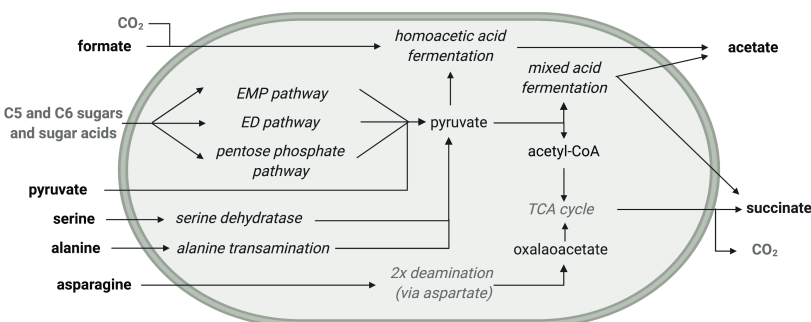 CO₂
formate
homoacetic acid
fermentation
acetate
mixed acid
fermentation
C5 and C6 sugars
and sugar acids
EMP pathway
ED pathway
pentose phosphate
pathway
pyruvate
acetyl-CoA
pyruvate
serine
serine dehydratase
TCA cycle
succinate
alanine
alanine transamination
oxalaoacetate
CO₂
asparagine
2x deamination
(via aspartate)